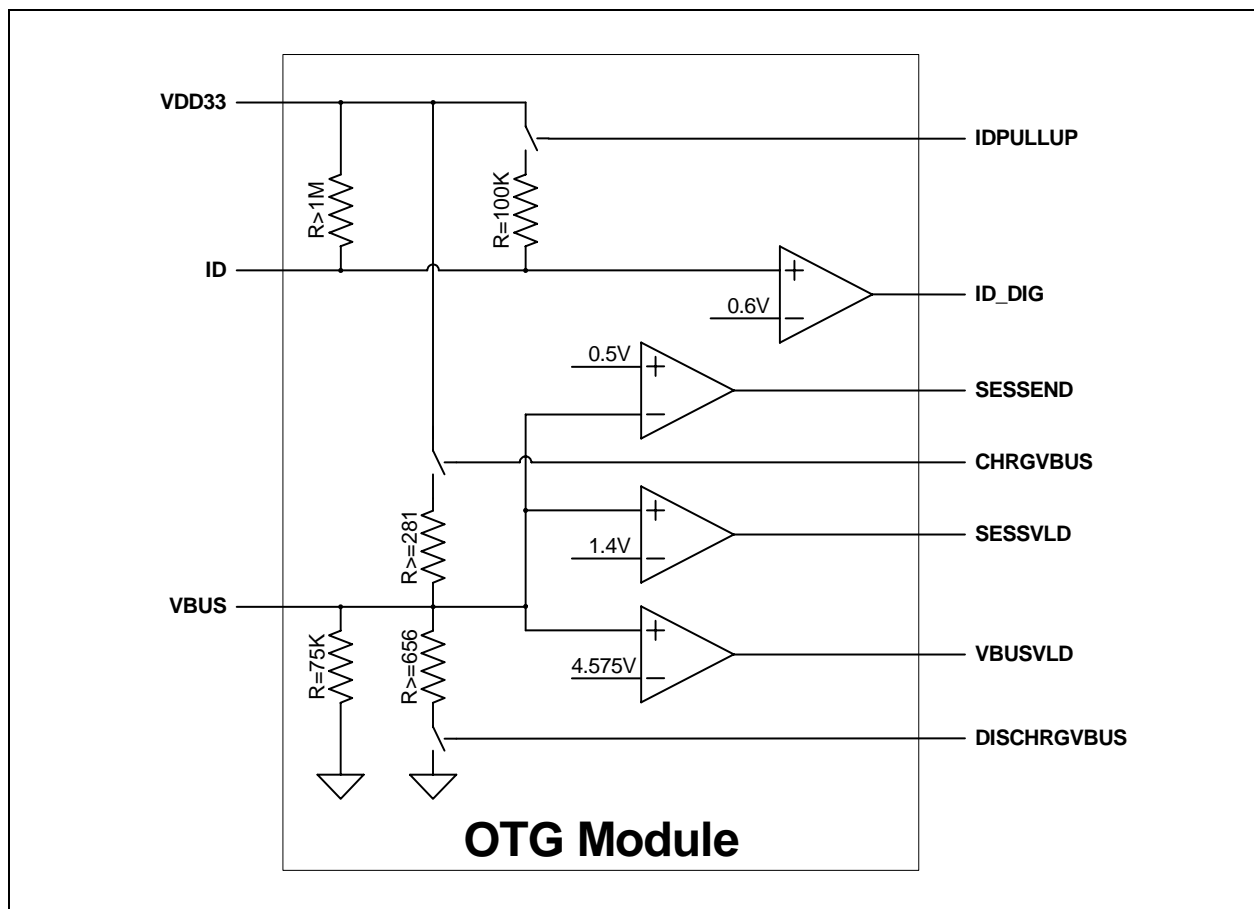 VDD33
IDPULLUP
R>1M
R=100K
ID
+
ID_DIG
0.6V
−
0.5V
+
SESSEND
−
CHRGVBUS
R>=281
+
SESSVLD
1.4V
−
VBUS
+
R=75K
R>=656
VBUSVLD
4.575V
−
DISCHRGVBUS
OTG Module